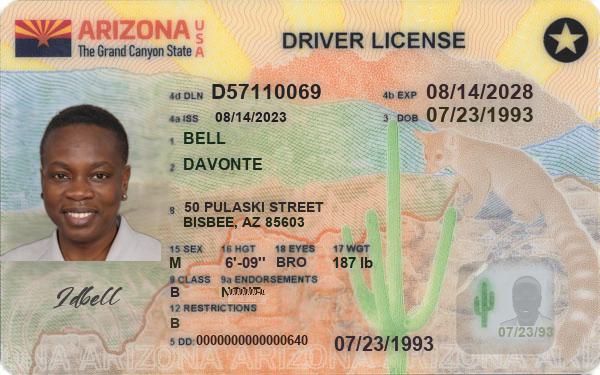 ARIZONA USA
The Grand Canyon State
DRIVER LICENSE
4d DLN D57110069
4b EXP 08/14/2028
4a ISS 08/14/2023
3 DOB 07/23/1993
1 BELL
2 DAVONTE
8 50 PULASKI STREET
BISBEE, AZ 85603
15 SEX 16 HGT 18 EYES 17 WGT
M 6'-09" BRO 187 lb
9 CLASS 9a ENDORSEMENTS
B
12 RESTRICTIONS
B
5 DD: 0000000000000640
07/23/1993
Idbell
07/23/93
ARIZONA ARIZONA ARIZONA ARIZONA